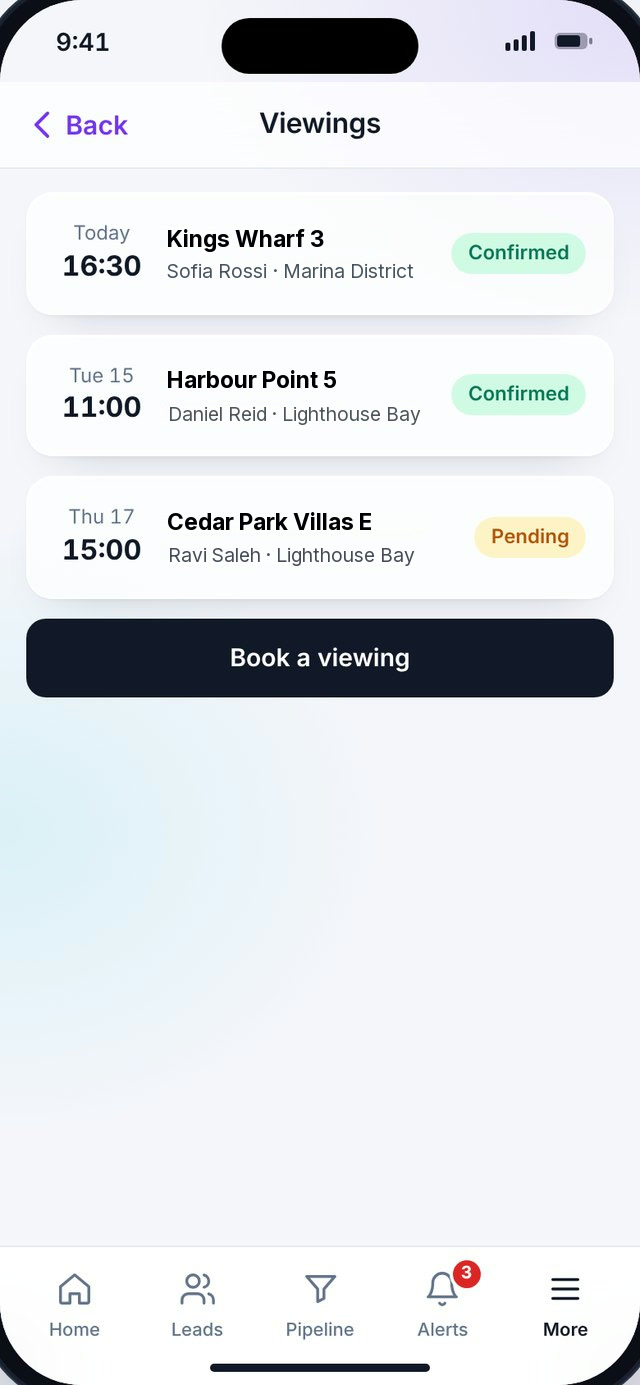 9:41
Back
Viewings
Today
16:30
Kings Wharf 3
Sofia Rossi · Marina District
Confirmed
Tue 15
11:00
Harbour Point 5
Daniel Reid · Lighthouse Bay
Confirmed
Thu 17
15:00
Cedar Park Villas E
Ravi Saleh · Lighthouse Bay
Pending
Book a viewing
3
Home
Leads
Pipeline
Alerts
More